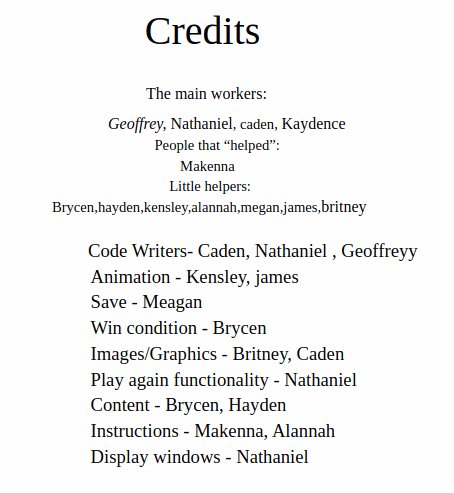 Credits
The main workers:
Geoffrey, Nathaniel, caden, Kaydence
People that “helped”:
Makenna
Little helpers:
Brycen,hayden,kensley,alannah,megan,james,britney
Code Writers- Caden, Nathaniel , Geoffreyy
Animation - Kensley, james
Save - Meagan
Win condition - Brycen
Images/Graphics - Britney, Caden
Play again functionality - Nathaniel
Content - Brycen, Hayden
Instructions - Makenna, Alannah
Display windows - Nathaniel